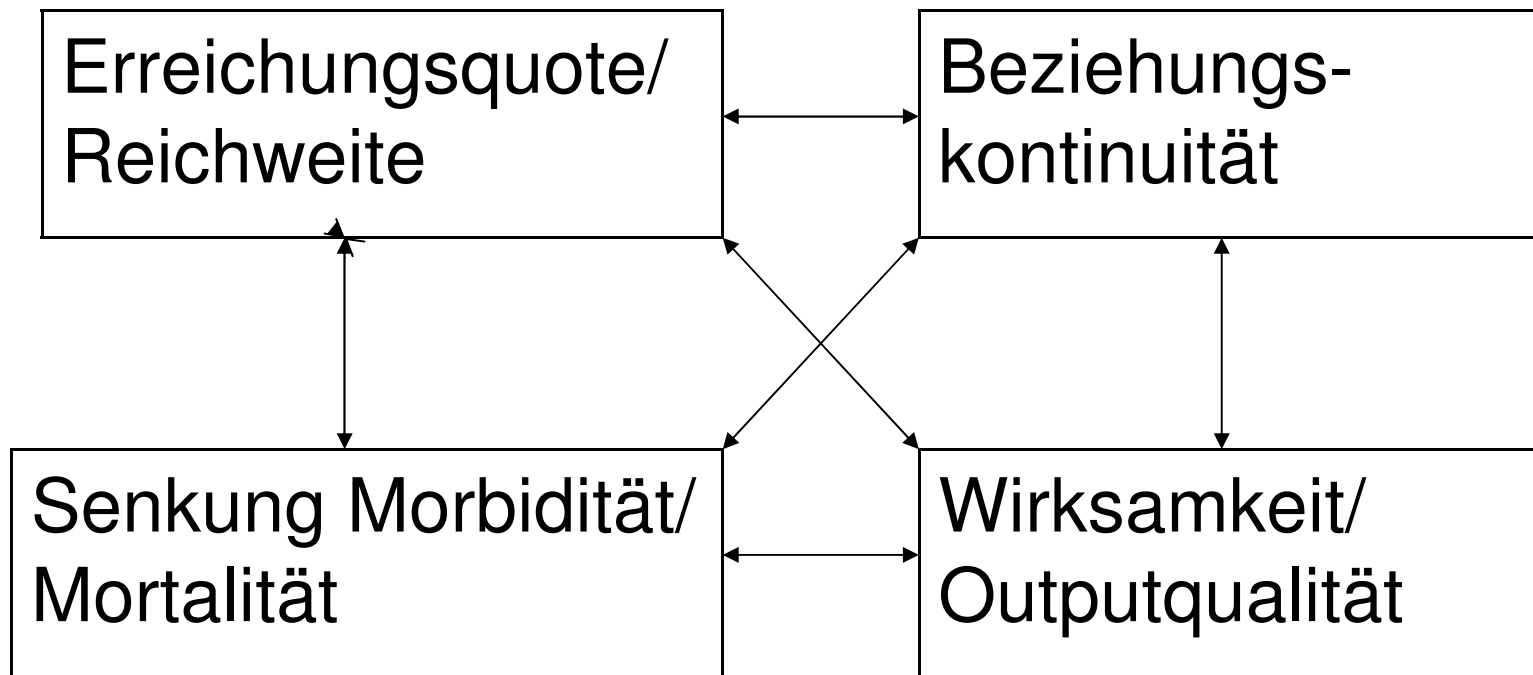 Erreichungsquote/
Reichweite
Beziehungs-
kontinuität
Senkung Morbidität/
Mortalität
Wirksamkeit/
Outputqualität